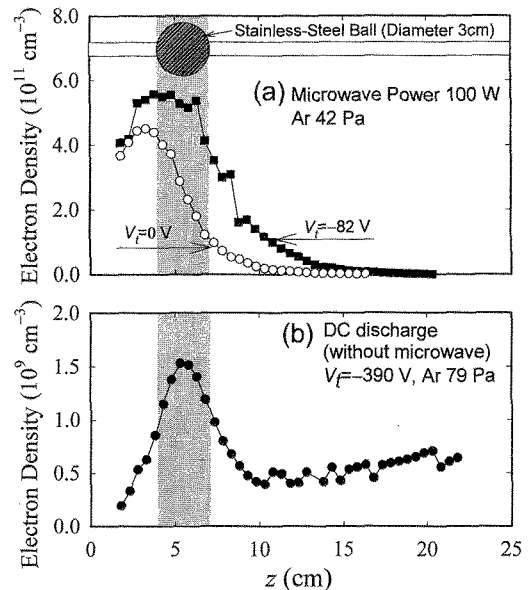 Stainless-Steel Ball (Diameter 3cm)
8.0
6.0
4.0
2.0
0.0
Electron Density (10¹¹ cm⁻³)
(a) Microwave Power 100 W
Ar 42 Pa
Vt=0 V
Vt=−82 V
2.0
1.5
1.0
0.5
0.0
Electron Density (10⁹ cm⁻³)
(b) DC discharge
(without microwave)
Vt=−390 V, Ar 79 Pa
0 5 10 15 20 25
z (cm)